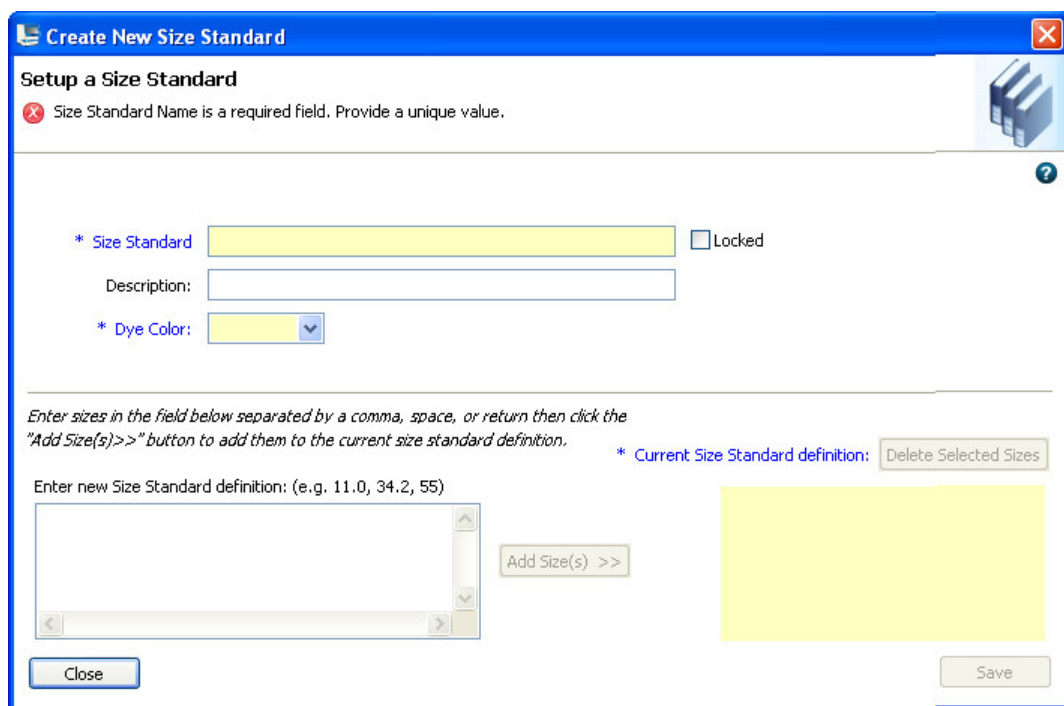 Create New Size Standard
Setup a Size Standard
Size Standard Name is a required field. Provide a unique value.
?
* Size Standard
Locked
Description:
* Dye Color:
Enter sizes in the field below separated by a comma, space, or return then click the
"Add Size(s)>>" button to add them to the current size standard definition.
* Current Size Standard definition:
Delete Selected Sizes
Enter new Size Standard definition: (e.g. 11.0, 34.2, 55)
Add Size(s) >>
Close
Save